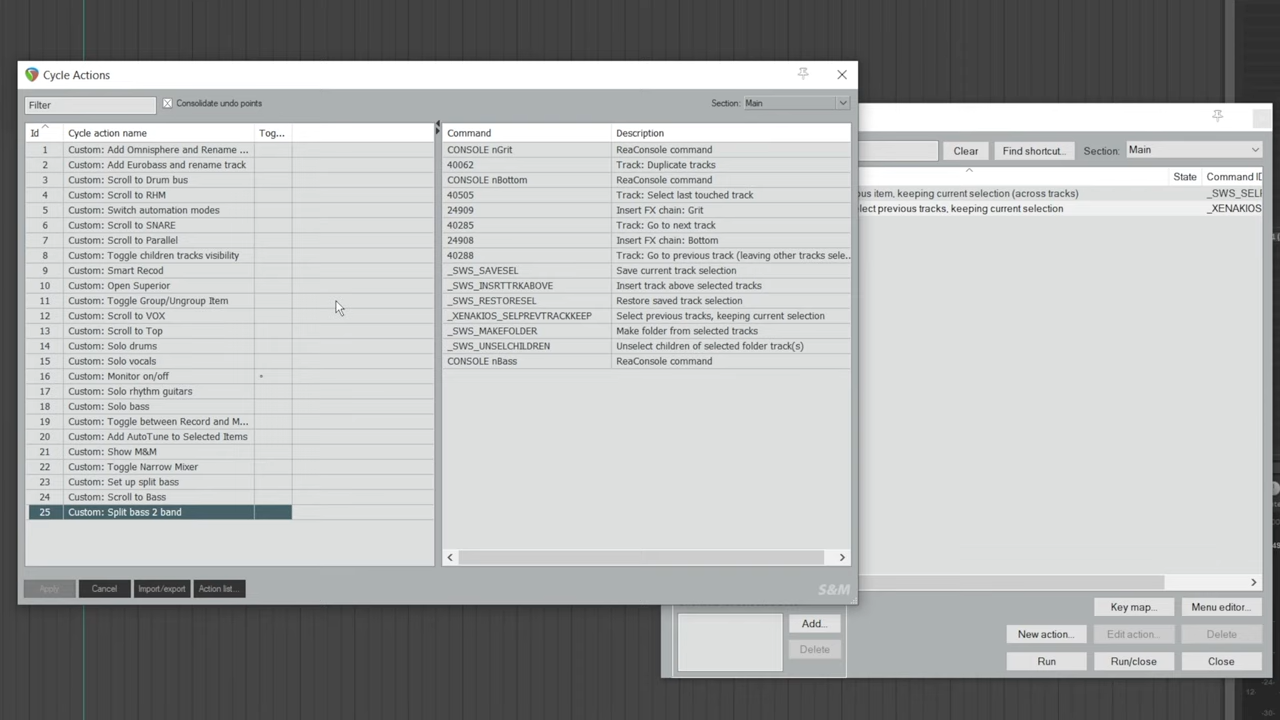 Cycle Actions
Filter
Consolidate undo points
Section: Main
Id Cycle action name Tog...
1 Custom: Add Omnisphere and Rename ...
2 Custom: Add Eurobass and rename track
3 Custom: Scroll to Drum bus
4 Custom: Scroll to RHM
5 Custom: Switch automation modes
6 Custom: Scroll to SNARE
7 Custom: Scroll to Parallel
8 Custom: Toggle children tracks visibility
9 Custom: Smart Recod
10 Custom: Open Superior
11 Custom: Toggle Group/Ungroup Item
12 Custom: Scroll to VOX
13 Custom: Scroll to Top
14 Custom: Solo drums
15 Custom: Solo vocals
16 Custom: Monitor on/off
17 Custom: Solo rhythm guitars
18 Custom: Solo bass
19 Custom: Toggle between Record and M...
20 Custom: Add AutoTune to Selected Items
21 Custom: Show M&M
22 Custom: Toggle Narrow Mixer
23 Custom: Set up split bass
24 Custom: Scroll to Bass
25 Custom: Split bass 2 band
Command Description
CONSOLE nGrit ReaConsole command
40062 Track: Duplicate tracks
CONSOLE nBottom ReaConsole command
40505 Track: Select last touched track
24909 Insert FX chain: Grit
40285 Track: Go to next track
24908 Insert FX chain: Bottom
40288 Track: Go to previous track (leaving other tracks sele...
_SWS_SAVESEL Save current track selection
_SWS_INSRTTRKABOVE Insert track above selected tracks
_SWS_RESTORESEL Restore saved track selection
_XENAKIOS_SELPREVTRACKKEEP Select previous tracks, keeping current selection
_SWS_MAKEFOLDER Make folder from selected tracks
_SWS_UNSELCHILDREN Unselect children of selected folder track(s)
CONSOLE nBass ReaConsole command
Apply
Cancel
Import/export
Action list...
S&M
Clear
Find shortcut...
Section: Main
State Command ID
ous item, keeping current selection (across tracks) _SWS_SEL
lect previous tracks, keeping current selection _XENAKIOS
Add...
Delete
Key map...
Menu editor...
New action...
Edit action...
Delete
Run
Run/close
Close
12-
-30-